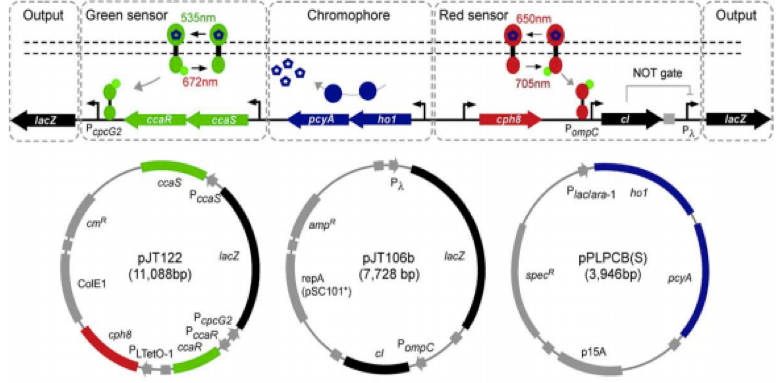 Output
Green sensor
Chromophore
Red sensor
Output
535nm
672nm
650nm
705nm
NOT gate
lacZ
PcpcG2
ccaR
ccaS
pcyA
ho1
cph8
PompC
cI
Pλ
lacZ
ccaS
PccaS
cmR
lacZ
pJT122
(11,088bp)
ColE1
PcpcG2
PccaR
ccaR
PLTetO-1
cph8
Pλ
ampR
lacZ
pJT106b
(7,728 bp)
repA
(pSC101*)
PompC
cI
Plac/ara-1
ho1
pPLPCB(S)
(3,946bp)
specR
pcyA
p15A